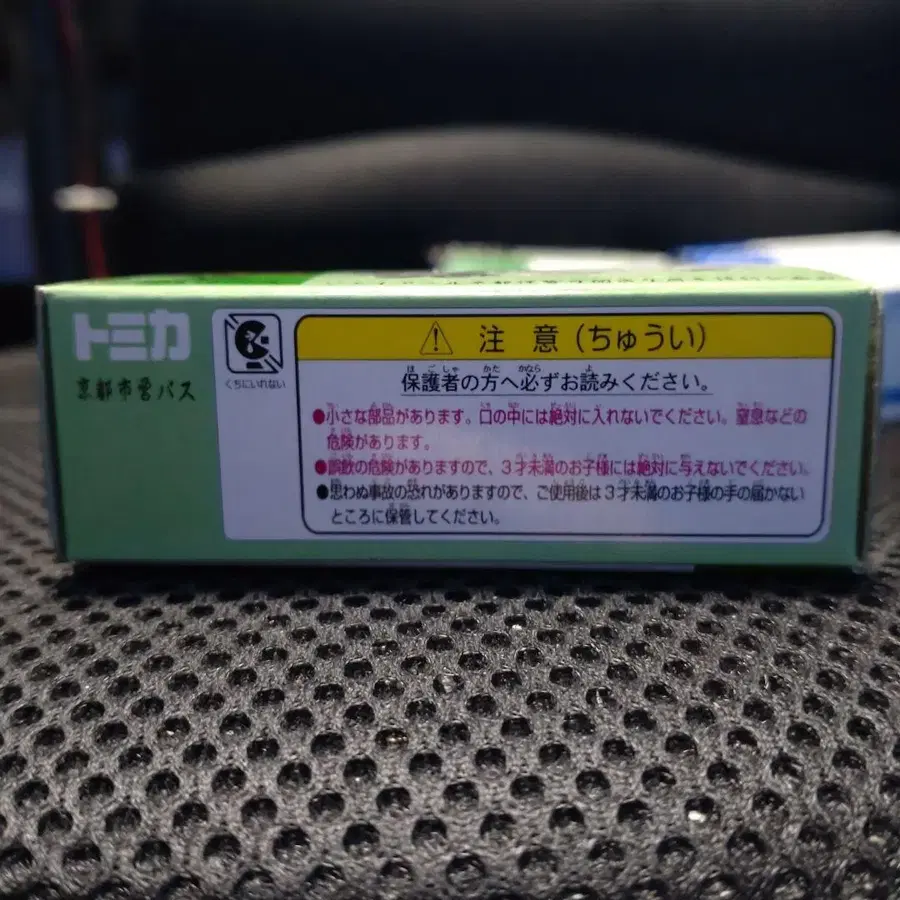 トミカ
京都市営バス
くちにいれない
注 意(ちゅうい)
保護者の方へ必ずお読みください。
●小さな部品があります。口の中には絶対に入れないでください。窒息などの
危険があります。
●誤飲の危険がありますので、3才未満のお子様には絶対に与えないでください。
●思わぬ事故の恐れがありますので、ご使用後は3才未満のお子様の手の届かない
ところに保管してください。